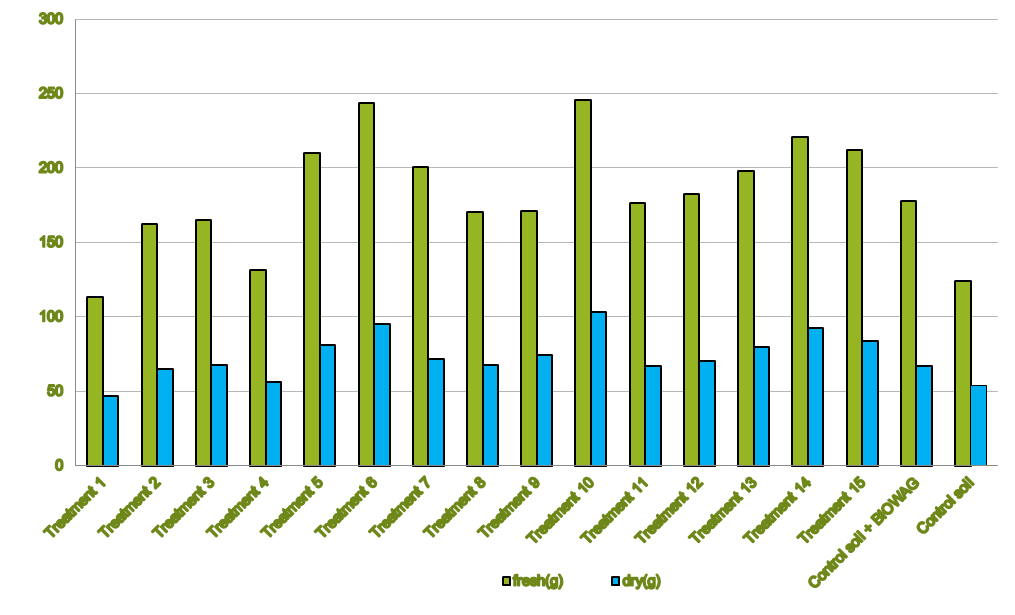 300
250
200
150
100
50
0
Treatment 1
Treatment 2
Treatment 3
Treatment 4
Treatment 5
Treatment 6
Treatment 7
Treatment 8
Treatment 9
Treatment 10
Treatment 11
Treatment 12
Treatment 13
Treatment 14
Treatment 15
Control soil + BIOWAG
Control soil
fresh(g) dry(g)